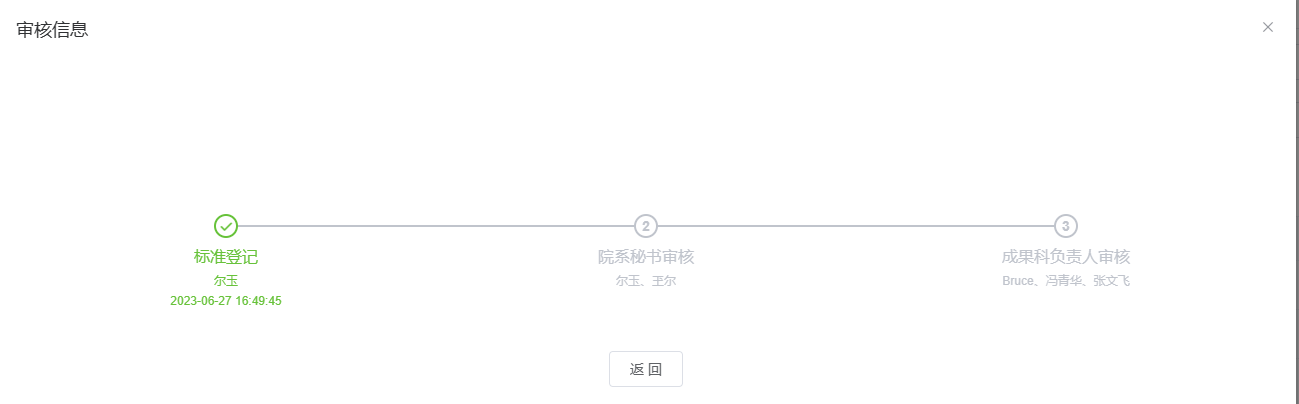 审核信息
2
3
标准登记
院系秘书审核
成果科负责人审核
尔玉
尔玉、玊尔
Bruce、冯青华、张文飞
2023-06-27 16:49:45
返 回